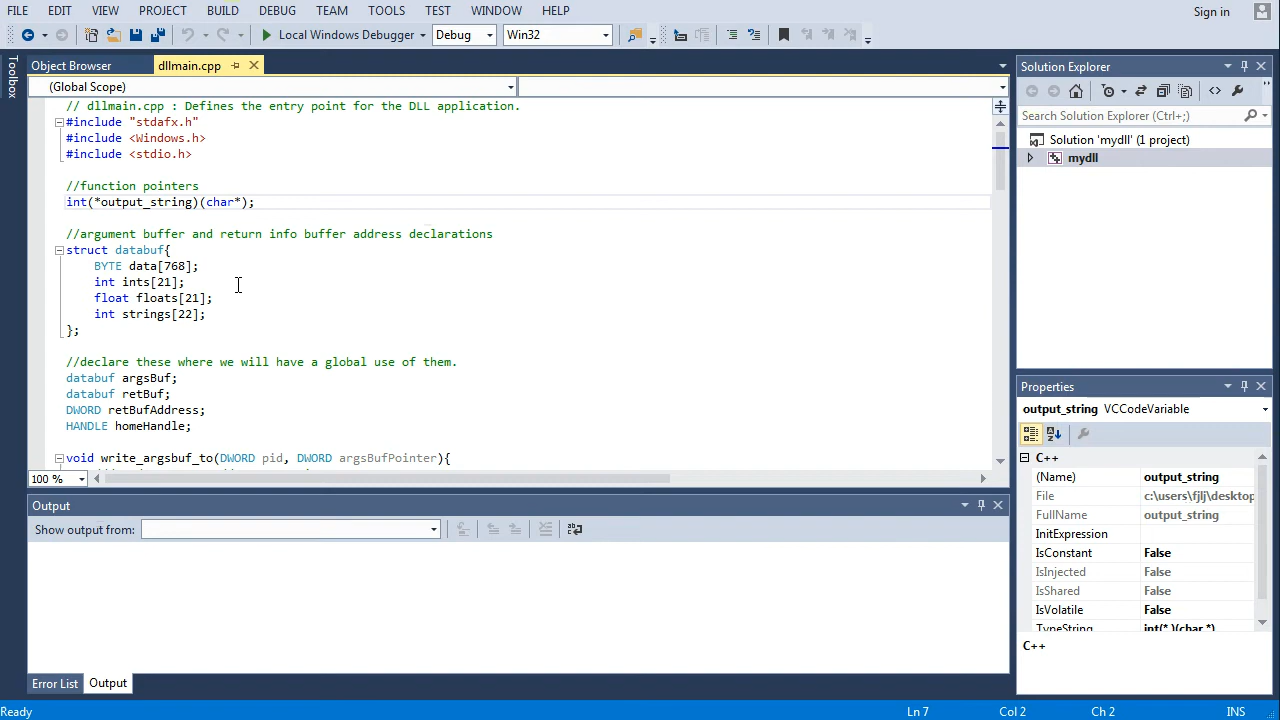 FILE EDIT VIEW PROJECT BUILD DEBUG TEAM TOOLS TEST WINDOW HELP Sign in
Local Windows Debugger Debug Win32
Toolbox
Object Browser dllmain.cpp
(Global Scope)
// dllmain.cpp : Defines the entry point for the DLL application.
#include "stdafx.h"
#include <Windows.h>
#include <stdio.h>
//function pointers
int(*output_string)(char*);
//argument buffer and return info buffer address declarations
struct databuf{
BYTE data[768];
int ints[21];
float floats[21];
int strings[22];
};
//declare these where we will have a global use of them.
databuf argsBuf;
databuf retBuf;
DWORD retBufAddress;
HANDLE homeHandle;
void write_argsbuf_to(DWORD pid, DWORD argsBufPointer){
100 %
Output
Show output from:
Error List Output
Solution Explorer
Search Solution Explorer (Ctrl+;)
Solution 'mydll' (1 project)
mydll
Properties
output_string VCCodeVariable
C++
(Name) output_string
File c:\users\fjlj\desktop
FullName output_string
InitExpression
IsConstant False
IsInjected False
IsShared False
IsVolatile False
TypeString int(* )(char *)
C++
Ready Ln 7 Col 2 Ch 2 INS